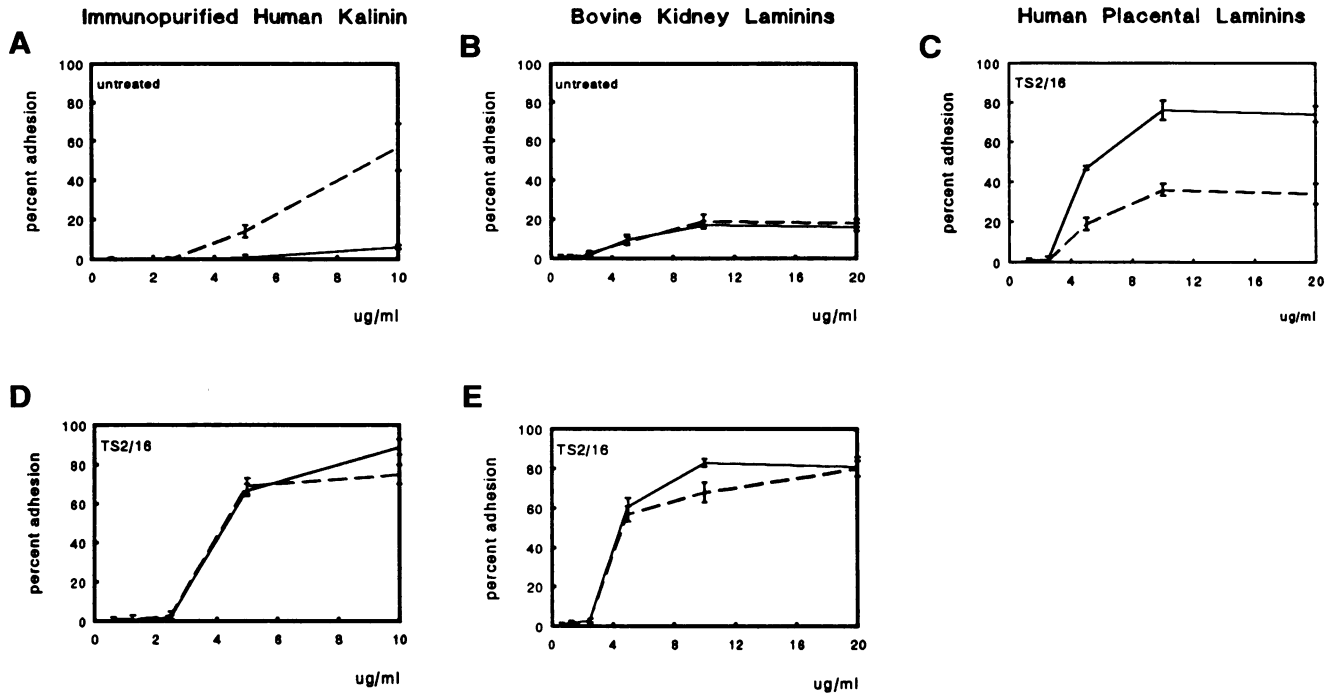 Immunopurified Human Kalinin
Bovine Kidney Laminins
Human Placental Laminins
A
untreated
percent adhesion
100
80
60
40
20
0
0 2 4 6 8 10
ug/ml
B
untreated
percent adhesion
100
80
60
40
20
0
0 4 8 12 16 20
ug/ml
C
TS2/16
percent adhesion
100
80
60
40
20
0
0 4 8 12 16 20
ug/ml
D
TS2/16
percent adhesion
100
80
60
40
20
0
0 2 4 6 8 10
ug/ml
E
TS2/16
percent adhesion
100
80
60
40
20
0
0 4 8 12 16 20
ug/ml